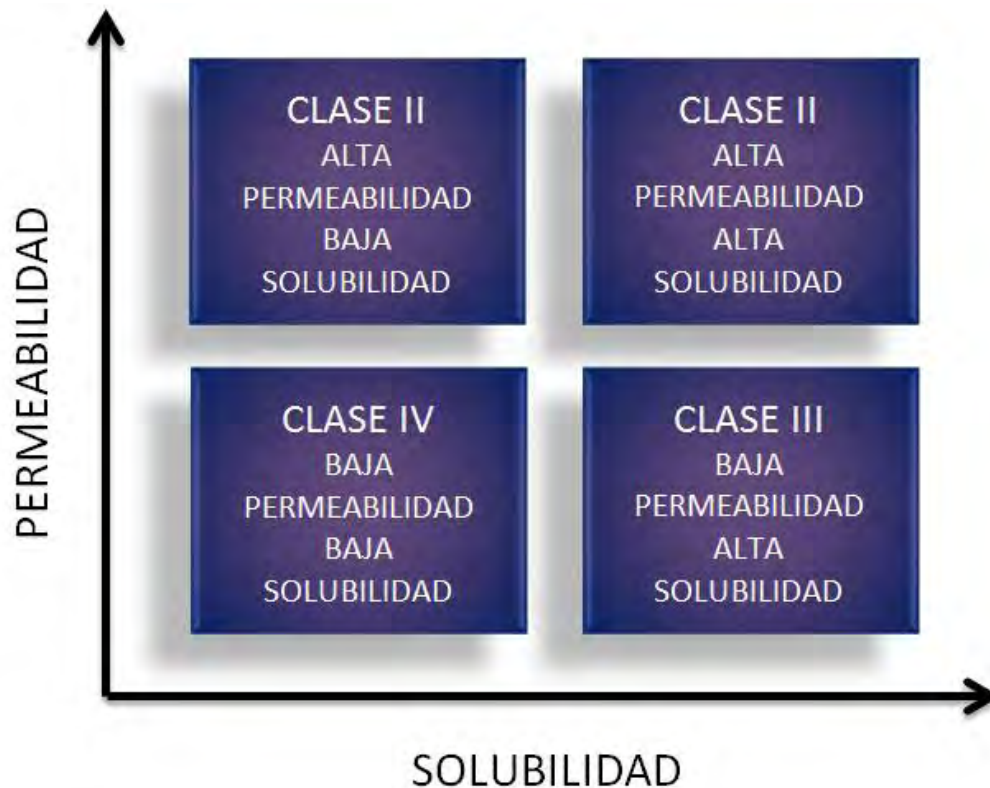 PERMEABILIDAD
CLASE II
ALTA
PERMEABILIDAD
BAJA
SOLUBILIDAD
CLASE II
ALTA
PERMEABILIDAD
ALTA
SOLUBILIDAD
CLASE IV
BAJA
PERMEABILIDAD
BAJA
SOLUBILIDAD
CLASE III
BAJA
PERMEABILIDAD
ALTA
SOLUBILIDAD
SOLUBILIDAD